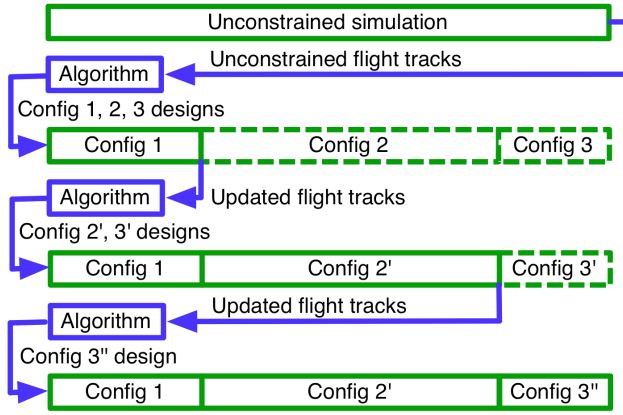 Unconstrained simulation
Unconstrained flight tracks
Algorithm
Config 1, 2, 3 designs
Config 1 Config 2 Config 3
Algorithm Updated flight tracks
Config 2', 3' designs
Config 1 Config 2' Config 3'
Updated flight tracks
Algorithm
Config 3" design
Config 1 Config 2' Config 3"